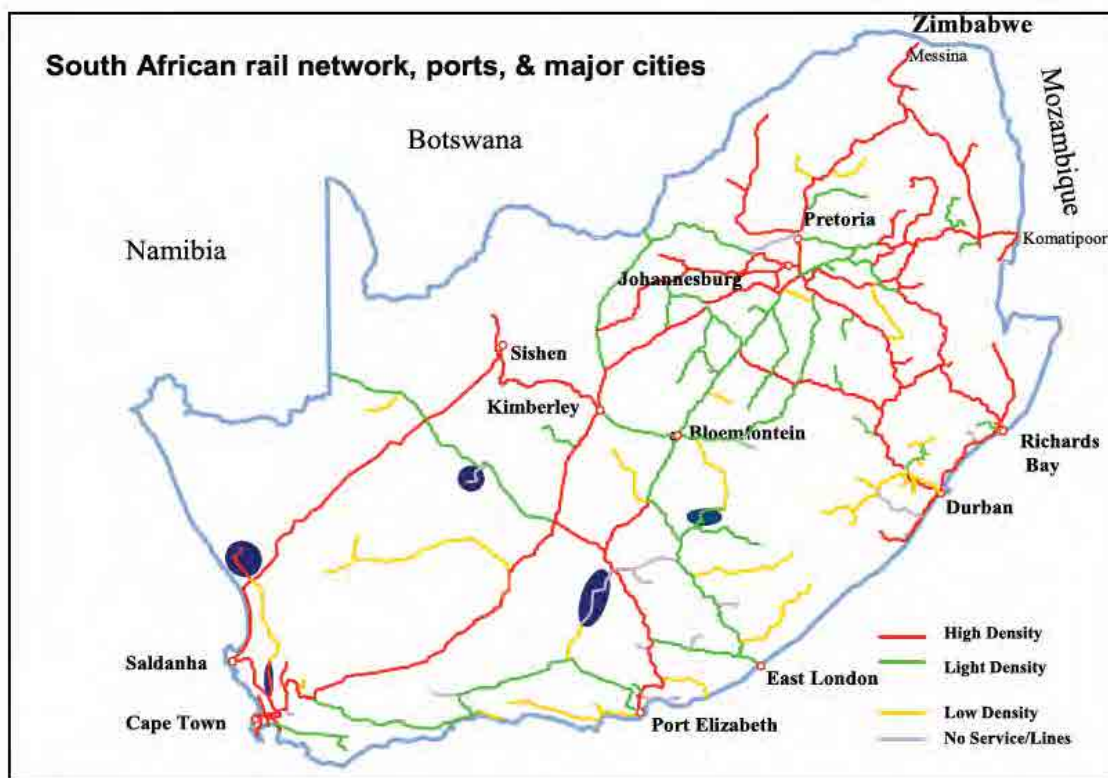 Zimbabwe
Messina
South African rail network, ports, & major cities
Mozambique
Botswana
Pretoria
Namibia
Komatipoor
Johannesburg
Sishen
Kimberley
Bloemfontein
Richards
Bay
Durban
High Density
Saldanha
Light Density
East London
Low Density
Cape Town
Port Elizabeth
No Service/Lines